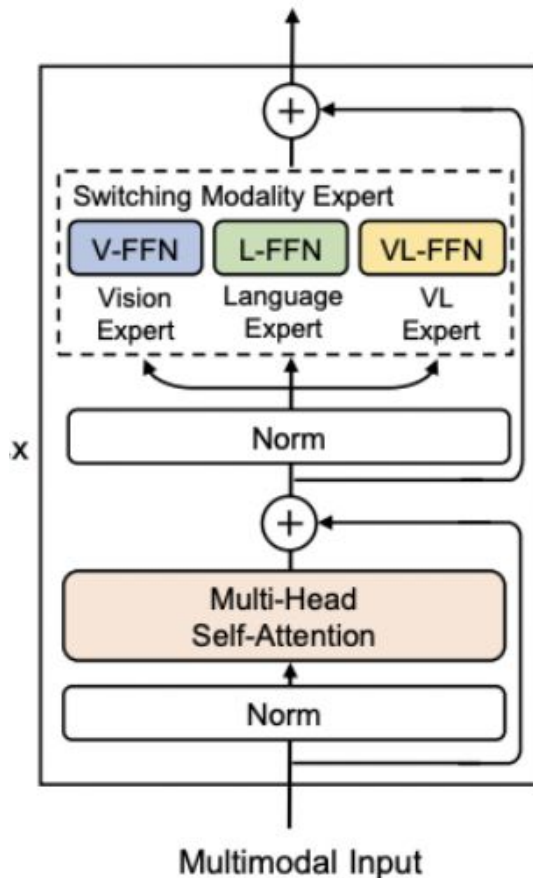 +
Switching Modality Expert
V-FFN L-FFN VL-FFN
Vision Language VL
Expert Expert Expert
Norm
x
+
Multi-Head
Self-Attention
Norm
Multimodal Input